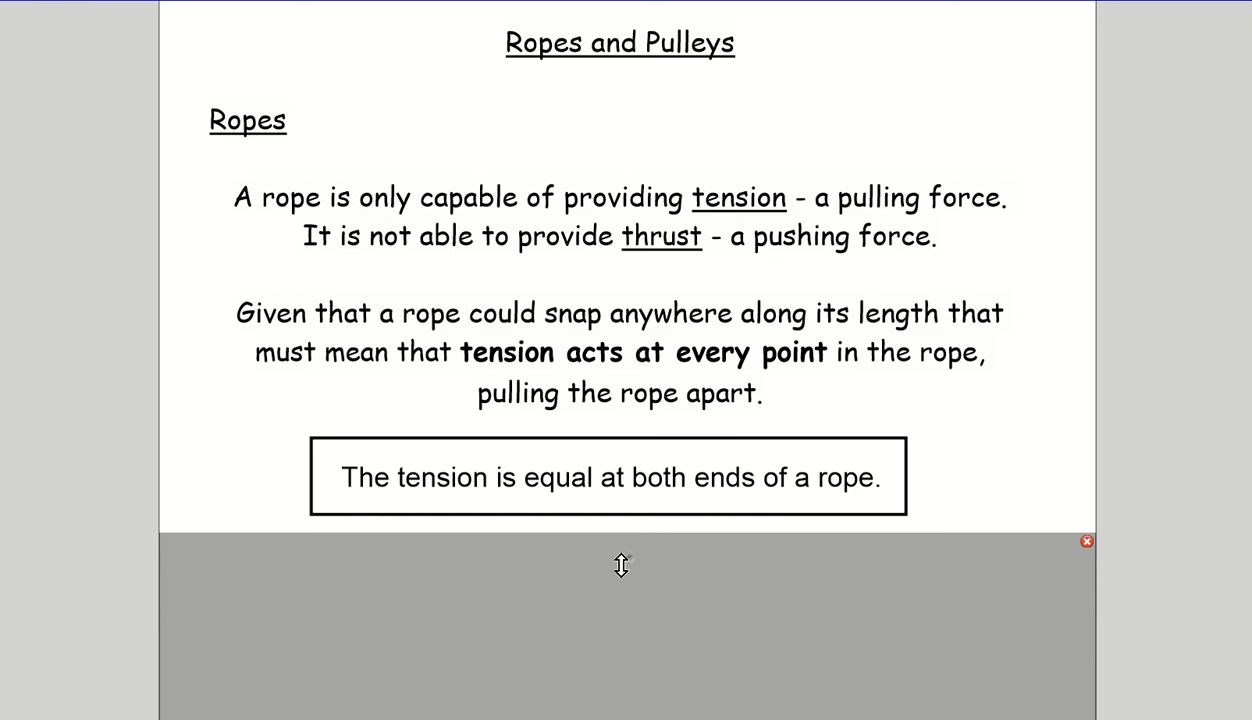 Ropes and Pulleys
Ropes
A rope is only capable of providing tension - a pulling force.
It is not able to provide thrust - a pushing force.
Given that a rope could snap anywhere along its length that
must mean that tension acts at every point in the rope,
pulling the rope apart.
The tension is equal at both ends of a rope.